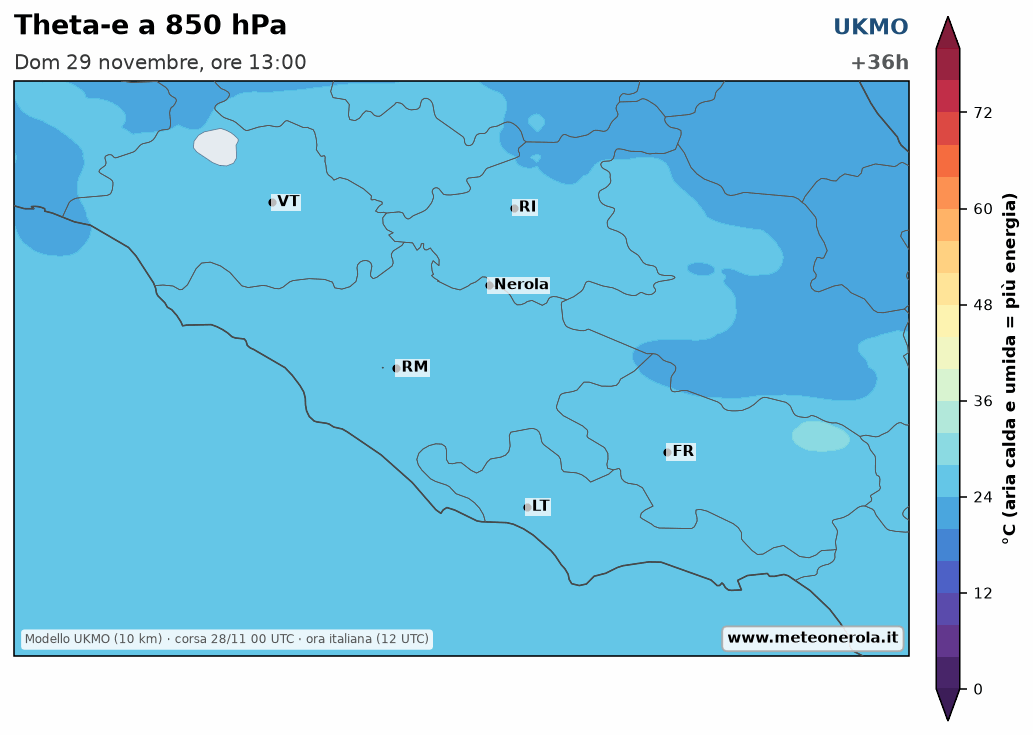 Theta-e a 850 hPa
UKMO
Dom 29 novembre, ore 13:00
+36h
VT
RI
Nerola
RM
FR
LT
Modello UKMO (10 km) · corsa 28/11 00 UTC · ora italiana (12 UTC)
www.meteonerola.it
72
60
48
36
24
12
0
°C (aria calda e umida = più energia)